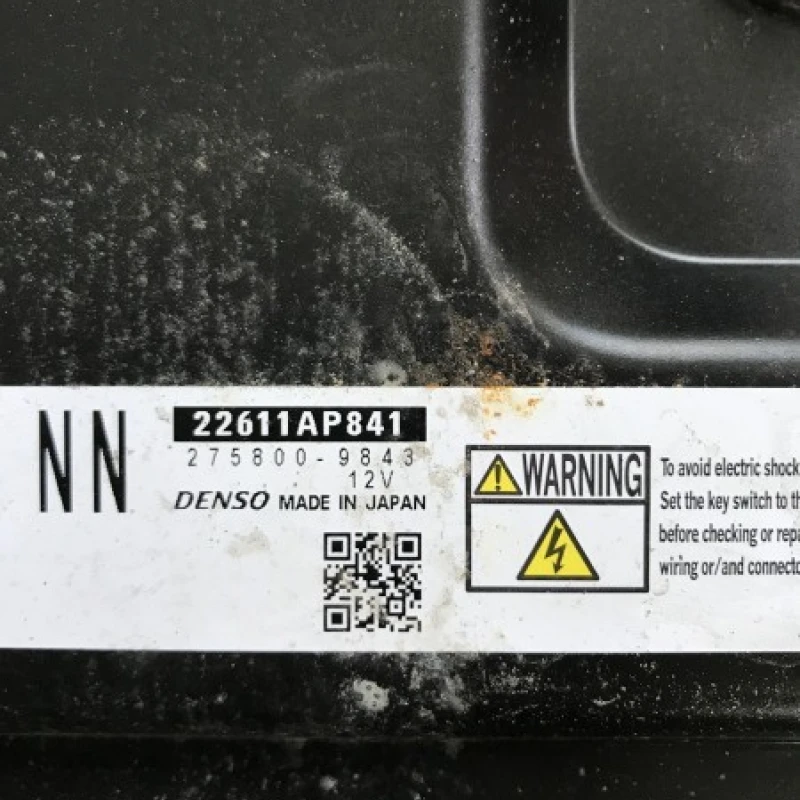 NN
22611AP841
275800-9843
12V
DENSO MADE IN JAPAN
WARNING
To avoid electric shock
Set the key switch to th
before checking or repa
wiring or/and connecto